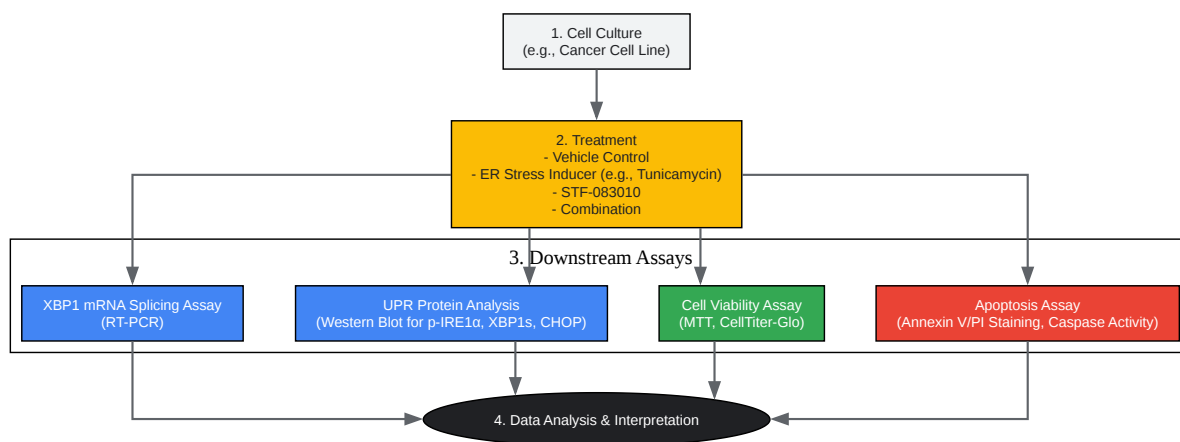 1. Cell Culture
(e.g., Cancer Cell Line)
2. Treatment
- Vehicle Control
- ER Stress Inducer (e.g., Tunicamycin)
- STF-083010
- Combination
3. Downstream Assays
XBP1 mRNA Splicing Assay
(RT-PCR)
UPR Protein Analysis
(Western Blot for p-IRE1α, XBP1s, CHOP)
Cell Viability Assay
(MTT, CellTiter-Glo)
Apoptosis Assay
(Annexin V/PI Staining, Caspase Activity)
4. Data Analysis & Interpretation